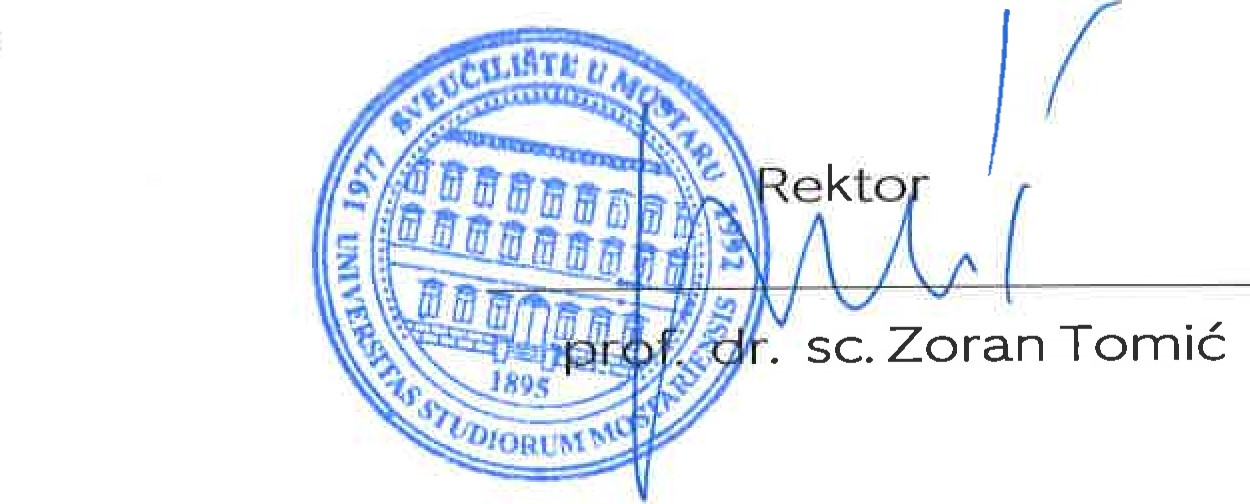 SVEUČILIŠTE U MOSTARU
1977
1992
UNIVERSITAS STUDIORUM MOSTARIENSIS
1895
Rektor
prof. dr. sc. Zoran Tomić